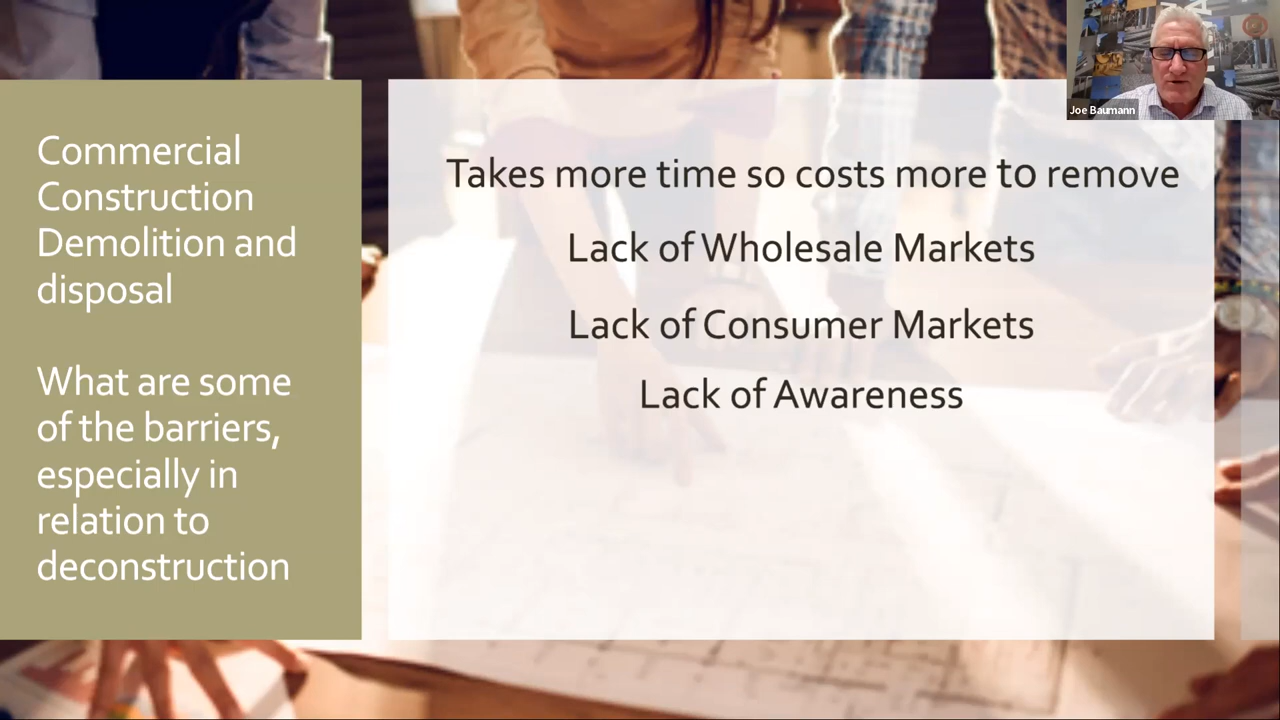 Commercial
Construction
Demolition and
disposal
What are some
of the barriers,
especially in
relation to
deconstruction
Takes more time so costs more to remove
Lack of Wholesale Markets
Lack of Consumer Markets
Lack of Awareness
Joe Baumann